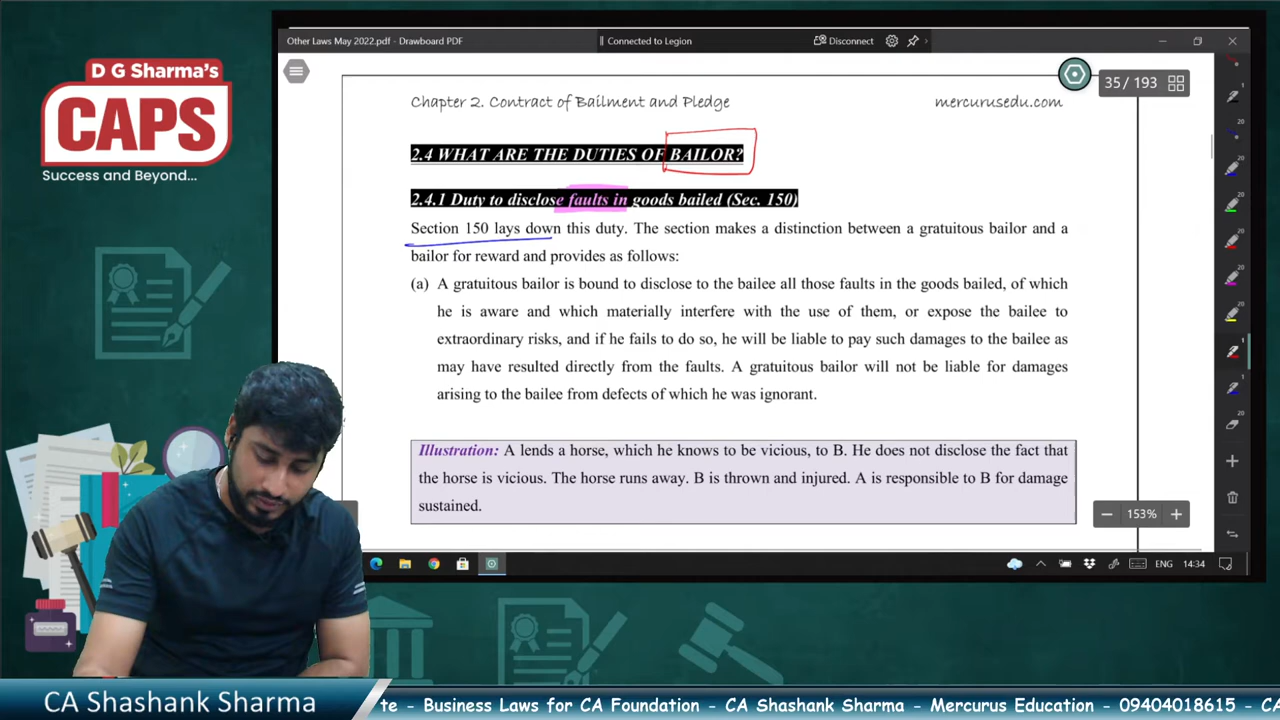 D G Sharma's
CAPS
Success and Beyond...
Other Laws May 2022.pdf - Drawboard PDF
Connected to Legion
Disconnect
35 / 193
Chapter 2. Contract of Bailment and Pledge
mercurusedu.com
2.4 WHAT ARE THE DUTIES OF BAILOR?
2.4.1 Duty to disclose faults in goods bailed (Sec. 150)
Section 150 lays down this duty. The section makes a distinction between a gratuitous bailor and a
bailor for reward and provides as follows:
(a) A gratuitous bailor is bound to disclose to the bailee all those faults in the goods bailed, of which
he is aware and which materially interfere with the use of them, or expose the bailee to
extraordinary risks, and if he fails to do so, he will be liable to pay such damages to the bailee as
may have resulted directly from the faults. A gratuitous bailor will not be liable for damages
arising to the bailee from defects of which he was ignorant.
Illustration: A lends a horse, which he knows to be vicious, to B. He does not disclose the fact that
the horse is vicious. The horse runs away. B is thrown and injured. A is responsible to B for damage
sustained.
153%
ENG
14:34
20
20
20
20
20
20
1
1
20
CA Shashank Sharma
te - Business Laws for CA Foundation - CA Shashank Sharma - Mercurus Education - 09404018615 - CA